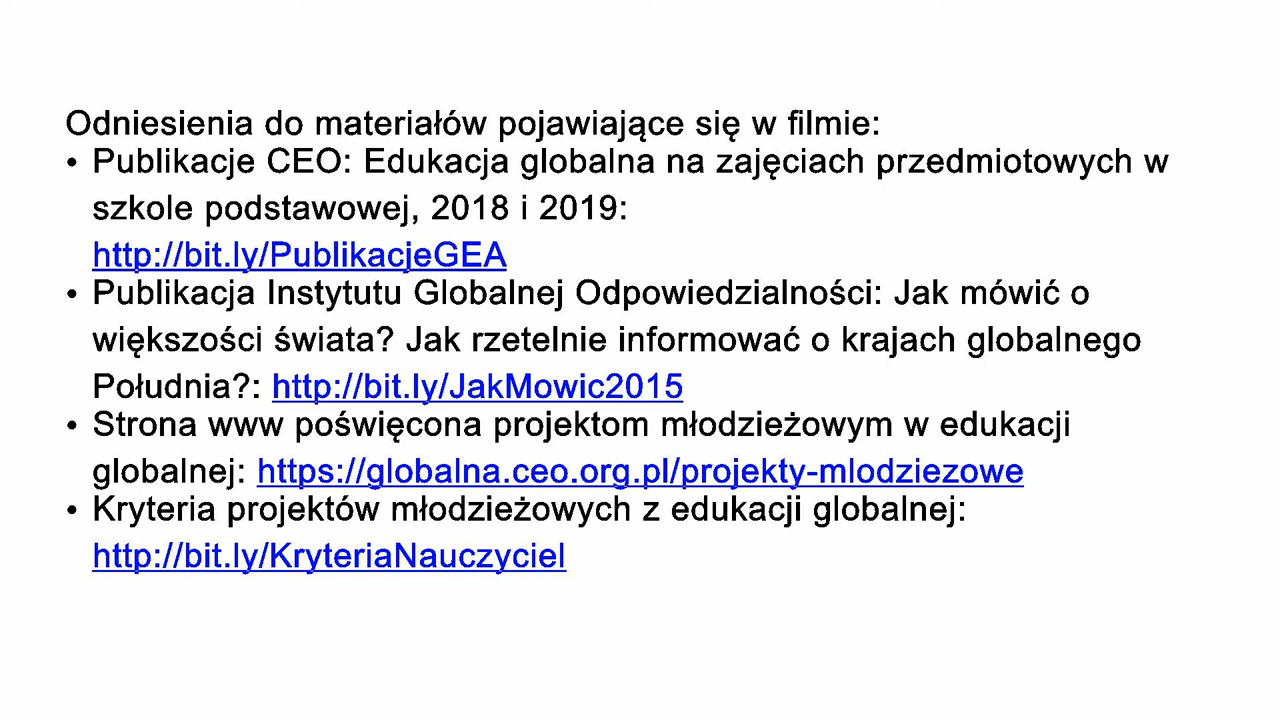 Odniesienia do materiałów pojawiające się w filmie:
• Publikacje CEO: Edukacja globalna na zajęciach przedmiotowych w
szkole podstawowej, 2018 i 2019:
http://bit.ly/PublikacjeGEA
• Publikacja Instytutu Globalnej Odpowiedzialności: Jak mówić o
większości świata? Jak rzetelnie informować o krajach globalnego
Południa?: http://bit.ly/JakMowic2015
• Strona www poświęcona projektom młodzieżowym w edukacji
globalnej: https://globalna.ceo.org.pl/projekty-mlodziezowe
• Kryteria projektów młodzieżowych z edukacji globalnej:
http://bit.ly/KryteriaNauczyciel